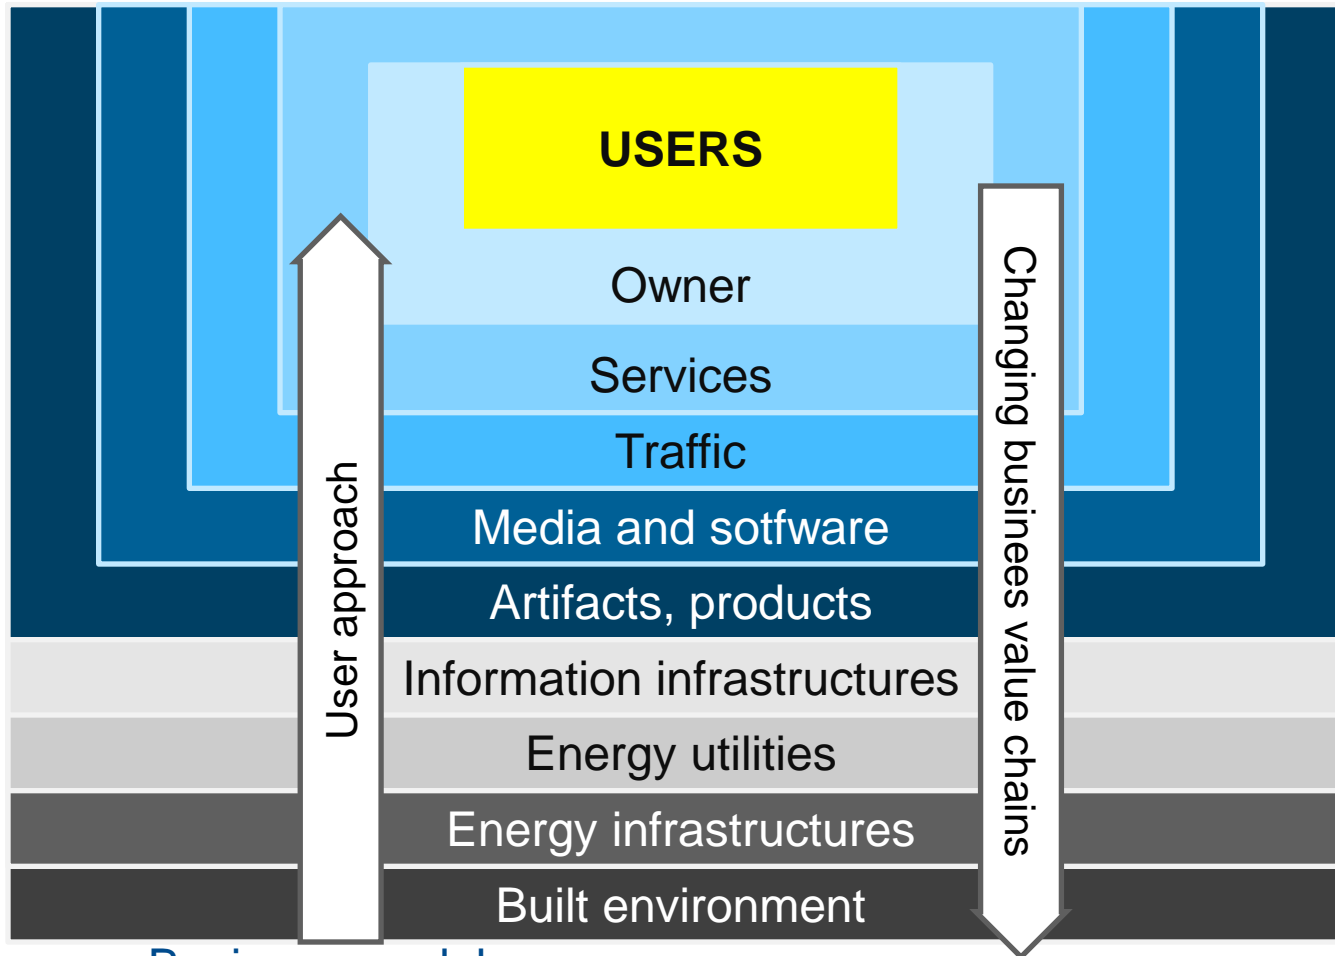 USERS
Owner
Services
Traffic
Media and sotfware
Artifacts, products
Information infrastructures
Energy utilities
Energy infrastructures
Built environment
User approach
Changing businees value chains